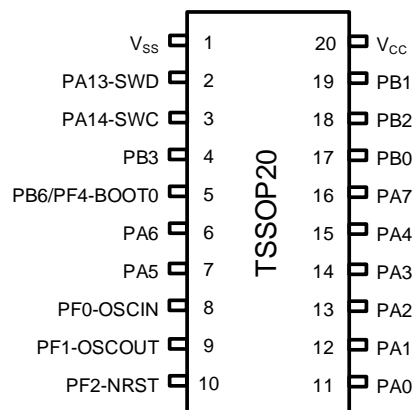 VSS 1 20 VCC
PA13-SWD 2 19 PB1
PA14-SWC 3 18 PB2
PB3 4 17 PB0
PB6/PF4-BOOT0 5 16 PA7
PA6 6 15 PA4
PA5 7 14 PA3
PF0-OSCIN 8 13 PA2
PF1-OSCOUT 9 12 PA1
PF2-NRST 10 11 PA0
TSSOP20